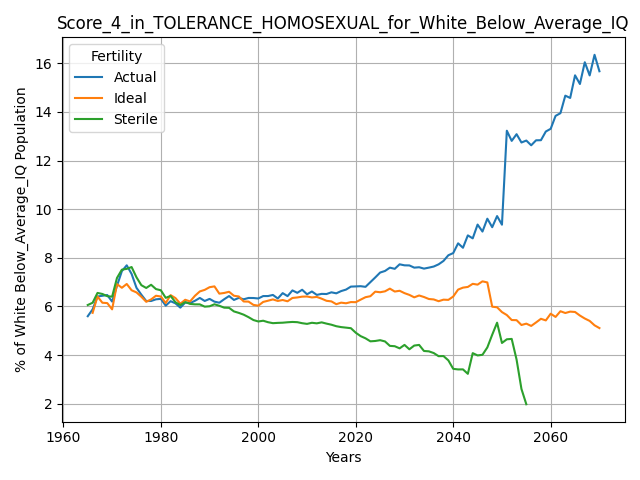 Score_4_in_TOLERANCE_HOMOSEXUAL_for_White_Below_Average_IQ
Fertility
Actual
Ideal
Sterile
% of White Below_Average_IQ Population
16
14
12
10
8
6
4
2
1960 1980 2000 2020 2040 2060
Years